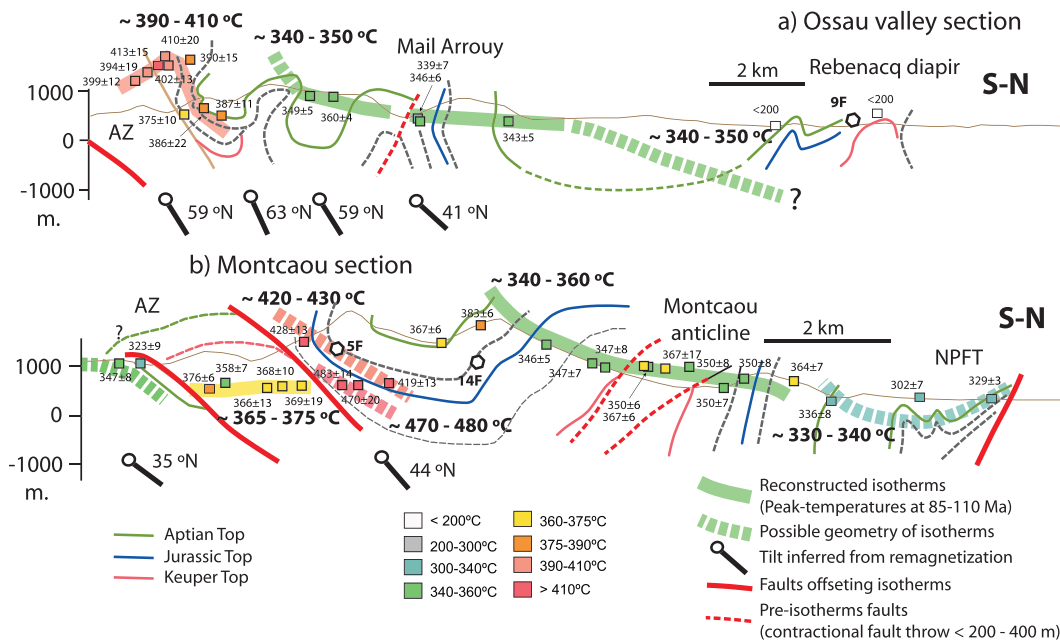 a) Ossau valley section
~ 390 - 410 ºC
~ 340 - 350 ºC
Mail Arrouy
2 km
Rebenacq diapir
S-N
410±20
413±15
394±19
399±12
402±13
390±15
387±11
375±10
386±22
349±5
360±4
339±7
346±6
343±5
<200
9F
<200
~ 340 - 350 ºC
?
1000
0
-1000
m.
AZ
59 ºN
63 ºN
59 ºN
41 ºN
b) Montcaou section
AZ
~ 420 - 430 ºC
~ 340 - 360 ºC
Montcaou
anticline
2 km
S-N
NPFT
?
323±9
347±8
376±6
358±7
368±10
366±13
369±19
~ 365 - 375 ºC
428±13
5F
483±14
470±20
419±13
~ 470 - 480 ºC
367±6
383±6
14F
346±5
347±8
347±7
350±6
367±6
367±17
350±8
350±7
350±8
364±7
336±8
302±7
329±3
~ 330 - 340 ºC
1000
0
-1000
m.
35 ºN
44 ºN
Aptian Top
Jurassic Top
Keuper Top
< 200ºC
200-300ºC
300-340ºC
340-360ºC
360-375ºC
375-390ºC
390-410ºC
> 410ºC
Reconstructed isotherms
(Peak-temperatures at 85-110 Ma)
Possible geometry of isotherms
Tilt inferred from remagnetization
Faults offseting isotherms
Pre-isotherms faults
(contractional fault throw < 200 - 400 m)